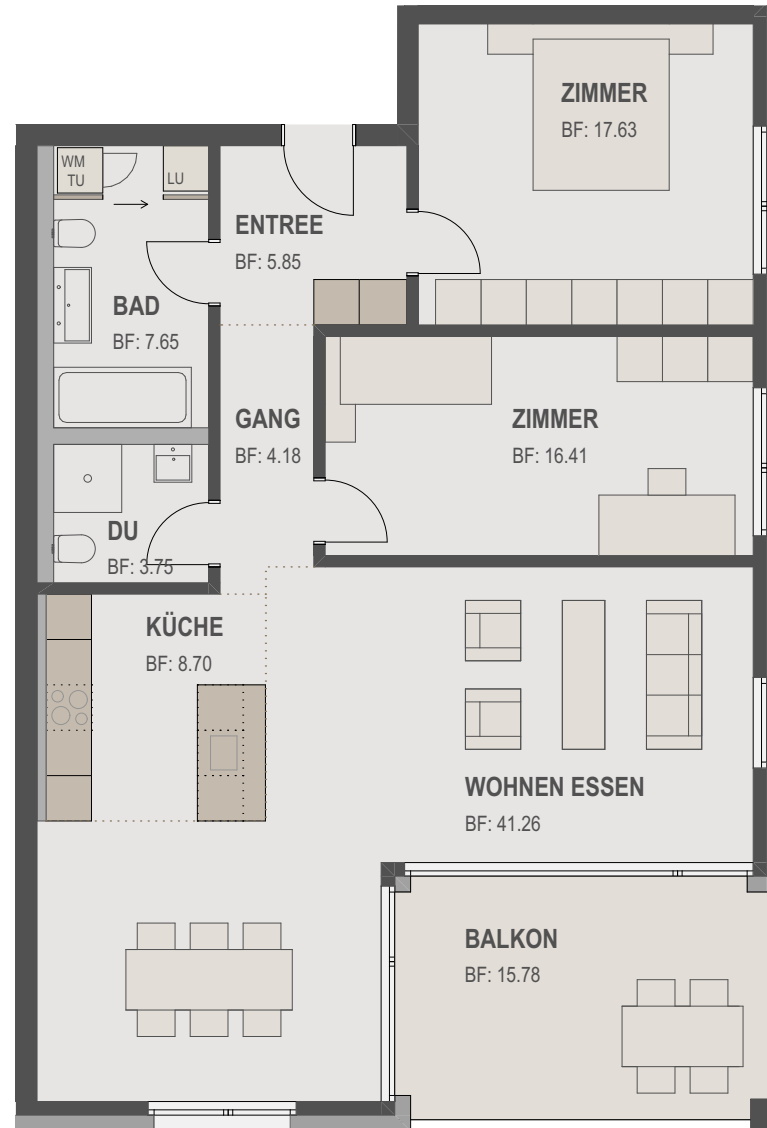 ZIMMER
BF: 17.63
WM
TU
LU
ENTREE
BF: 5.85
BAD
BF: 7.65
GANG
BF: 4.18
ZIMMER
BF: 16.41
DU
BF: 3.75
KÜCHE
BF: 8.70
WOHNEN ESSEN
BF: 41.26
BALKON
BF: 15.78